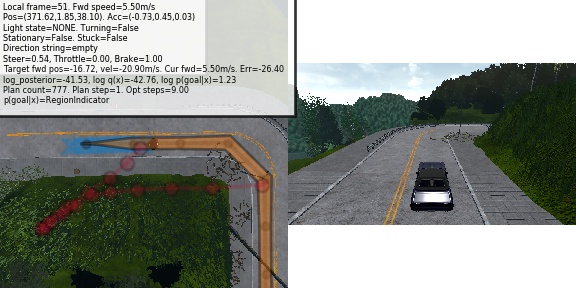 Local frame=51. Fwd speed=5.50m/s
Pos=(371.62,1.85,38.10). Acc=(-0.73,0.45,0.03)
Light state=NONE. Turning=False
Stationary=False. Stuck=False
Direction string=empty
Steer=0.54, Throttle=0.00, Brake=1.00
Target fwd pos=-16.72, vel=-20.90m/s. Cur fwd=5.50m/s. Err=-26.40
log_posterior=-41.53, log q(x)=-42.76, log p(goal|x)=1.23
Plan count=777. Plan step=1. Opt steps=9.00
p(goal|x)=RegionIndicator